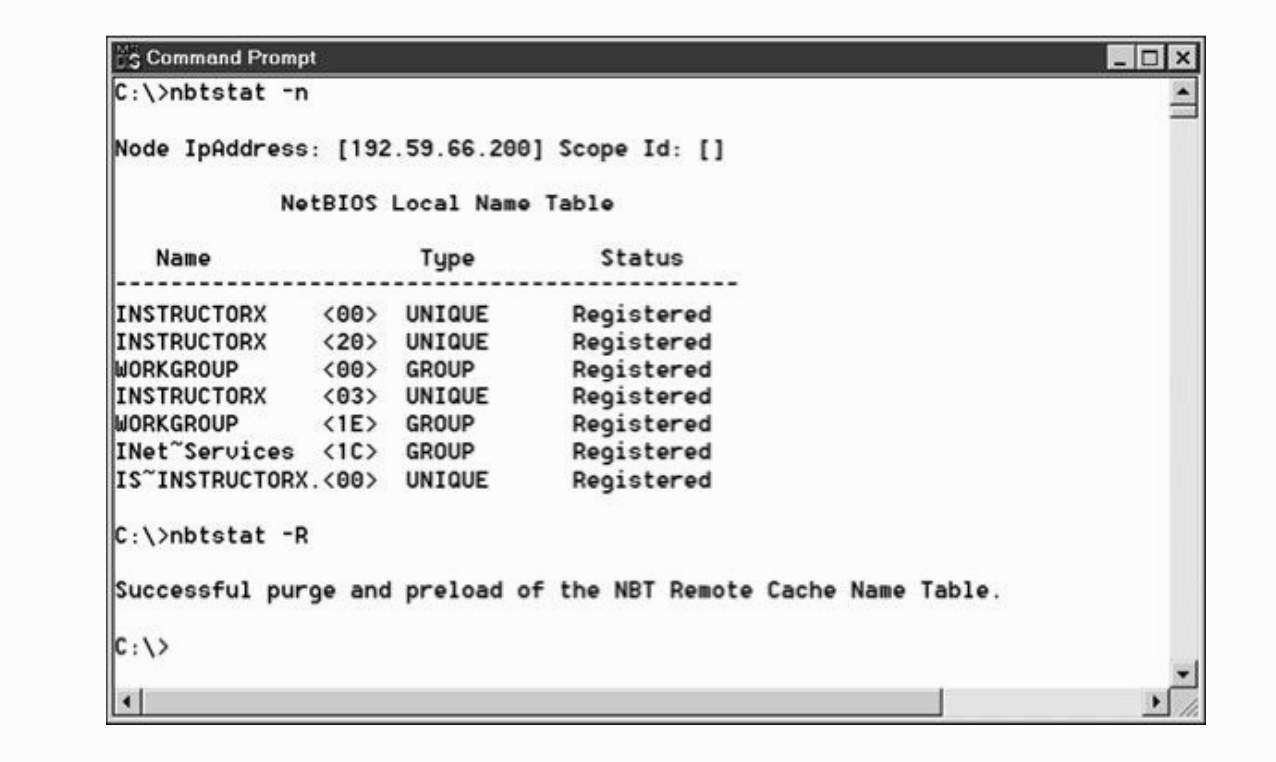 Command Prompt
C:\>nbtstat -n
Node IpAddress: [192.59.66.200] Scope Id: []
NetBIOS Local Name Table
Name Type Status
---------------------------------------------
INSTRUCTORX <00> UNIQUE Registered
INSTRUCTORX <20> UNIQUE Registered
WORKGROUP <00> GROUP Registered
INSTRUCTORX <03> UNIQUE Registered
WORKGROUP <1E> GROUP Registered
INet~Services <1C> GROUP Registered
IS~INSTRUCTORX.<00> UNIQUE Registered
C:\>nbtstat -R
Successful purge and preload of the NBT Remote Cache Name Table.
C:\>